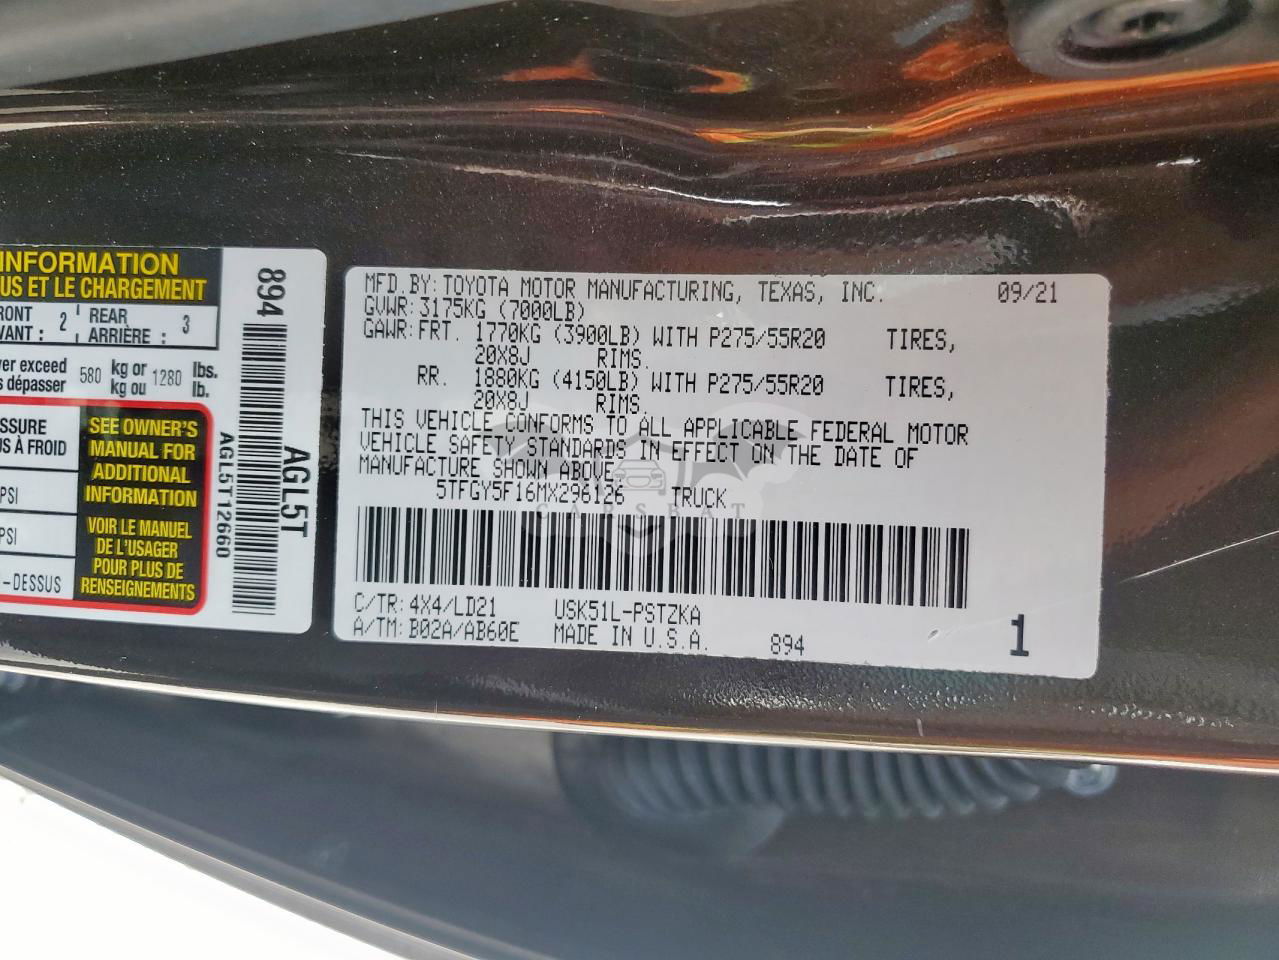 INFORMATION
US ET LE CHARGEMENT
RONT
VANT : 2
REAR
ARRIÈRE : 3
ver exceed 580 kg or 1280 lbs.
s dépasser kg ou lb.
SSURE
US À FROID
PSI
PSI
-DESSUS
SEE OWNER'S
MANUAL FOR
ADDITIONAL
INFORMATION
VOIR LE MANUEL
DE L'USAGER
POUR PLUS DE
RENSEIGNEMENTS
894
AGL5T12660
AGL5T
MFD.BY: TOYOTA MOTOR MANUFACTURING, TEXAS, INC. 09/21
GVWR: 3175KG (7000LB)
GAWR: FRT. 1770KG (3900LB) WITH P275/55R20 TIRES,
20X8J RIMS.
RR. 1880KG (4150LB) WITH P275/55R20 TIRES,
20X8J RIMS.
THIS VEHICLE CONFORMS TO ALL APPLICABLE FEDERAL MOTOR
VEHICLE SAFETY STANDARDS IN EFFECT ON THE DATE OF
MANUFACTURE SHOWN ABOVE.
5TFGY5F16MX296126 TRUCK
CARSBAT
C/TR: 4X4/LD21 USK51L-PSTZKA
A/TM: B02A/AB60E MADE IN U.S.A. 894
1